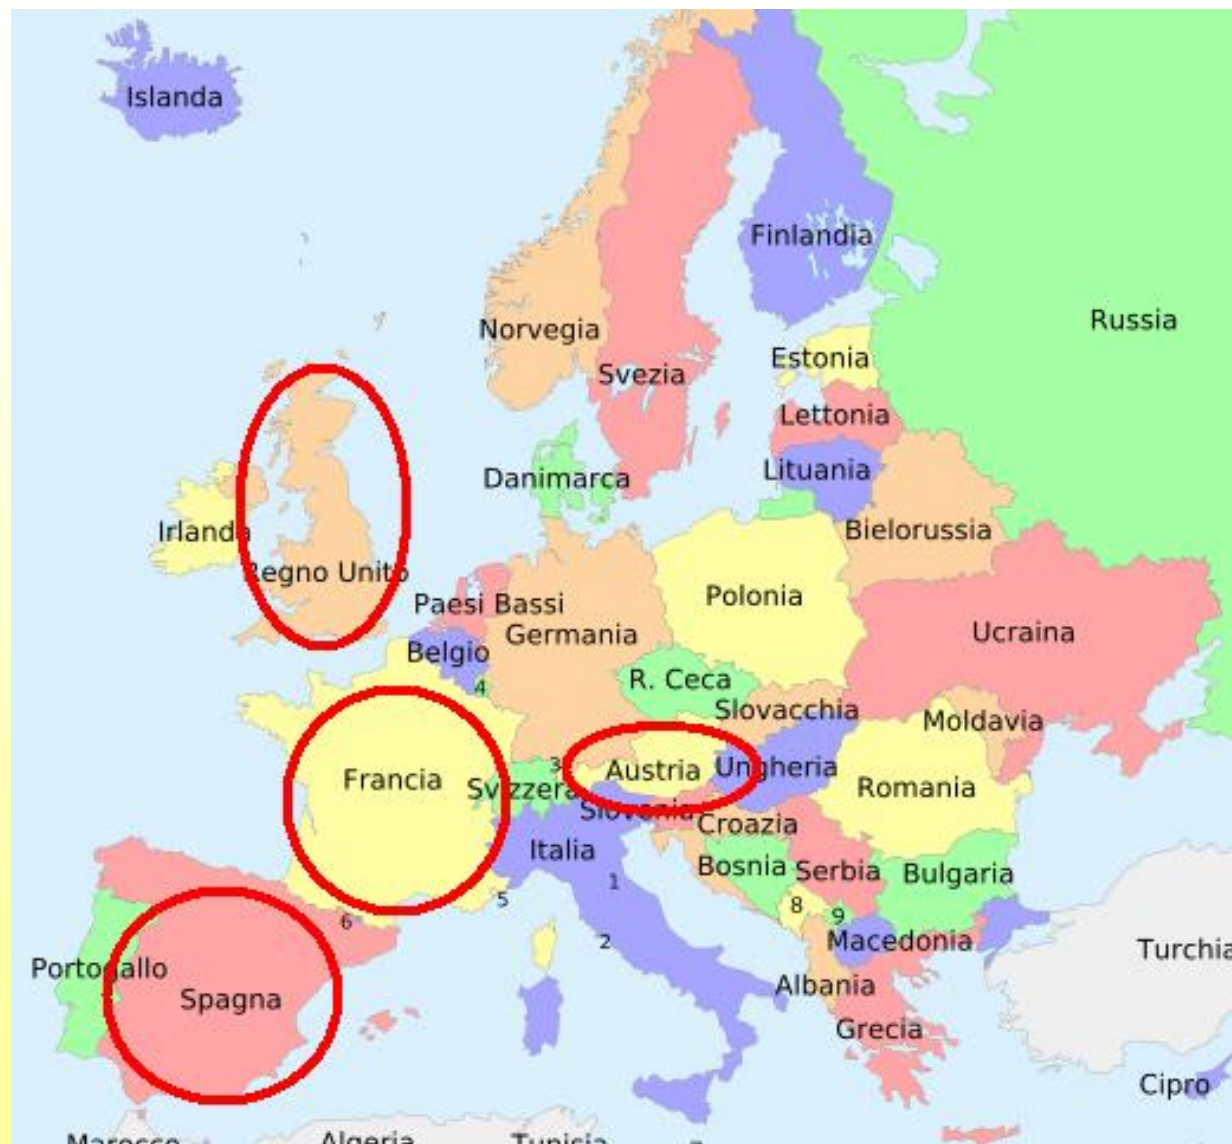 Islanda
Finlandia
Russia
Norvegia
Estonia
Svezia
Lettonia
Lituania
Danimarca
Bielorussia
Irlanda
Regno Unito
Polonia
Paesi Bassi
Germania
Ucraina
Belgio
R. Ceca
4
Slovacchia
Moldavia
3
Austria
Ungheria
Francia
Svizzera
Romania
Slovenia
Croazia
Italia
Bosnia
Serbia
Bulgaria
1
5
8
9
6
2
Macedonia
Turchia
Portogallo
Spagna
Albania
Grecia
Cipro
Marocco
Algeria
Tunisia